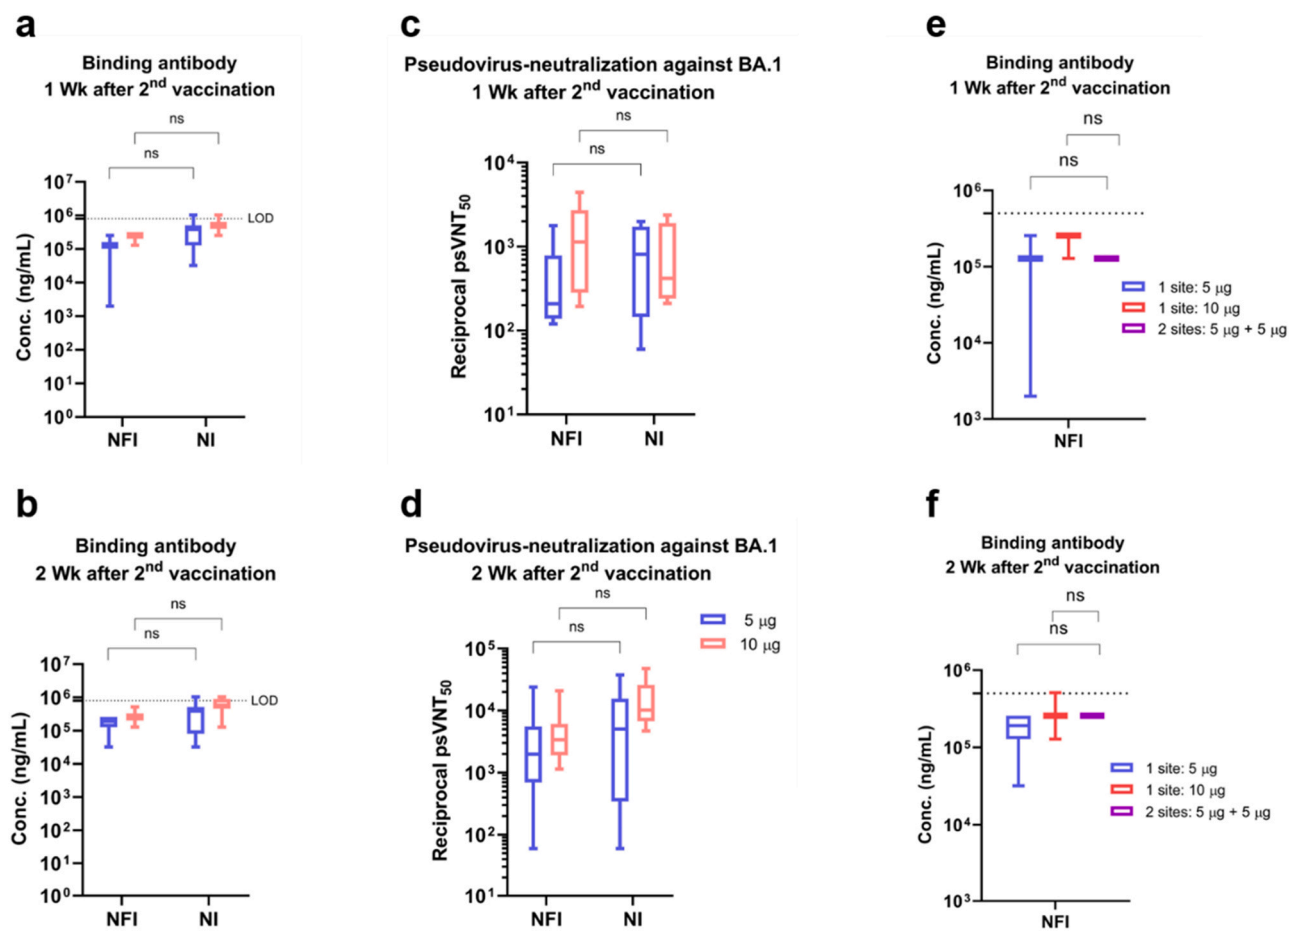 a
Binding antibody
1 Wk after 2nd vaccination
ns
ns
10⁷
10⁶
10⁵
10⁴
10³
10²
10¹
10⁰
LOD
Conc. (ng/mL)
NFI NI
c
Pseudovirus-neutralization against BA.1
1 Wk after 2nd vaccination
ns
ns
10⁴
10³
10²
10¹
Reciprocal psVNT50
NFI NI
e
Binding antibody
1 Wk after 2nd vaccination
ns
ns
10⁶
10⁵
10⁴
10³
Conc. (ng/mL)
1 site: 5 μg
1 site: 10 μg
2 sites: 5 μg + 5 μg
NFI
b
Binding antibody
2 Wk after 2nd vaccination
ns
ns
10⁷
10⁶
10⁵
10⁴
10³
10²
10¹
10⁰
LOD
Conc. (ng/mL)
NFI NI
d
Pseudovirus-neutralization against BA.1
2 Wk after 2nd vaccination
ns
ns
5 μg
10 μg
10⁵
10⁴
10³
10²
10¹
Reciprocal psVNT50
NFI NI
f
Binding antibody
2 Wk after 2nd vaccination
ns
ns
10⁶
10⁵
10⁴
10³
Conc. (ng/mL)
1 site: 5 μg
1 site: 10 μg
2 sites: 5 μg + 5 μg
NFI